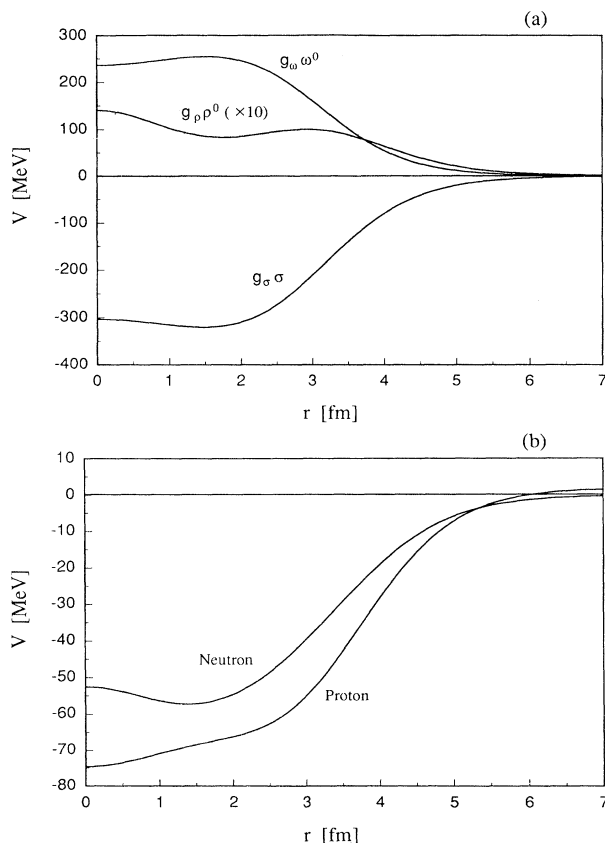 (a)
300
200
100
0
-100
-200
-300
-400
V [MeV]
g_ω ω⁰
g_ρ ρ⁰ (×10)
g_σ σ
0 1 2 3 4 5 6 7
r [fm]
(b)
10
0
-10
-20
-30
-40
-50
-60
-70
-80
V [MeV]
Neutron
Proton
0 1 2 3 4 5 6 7
r [fm]